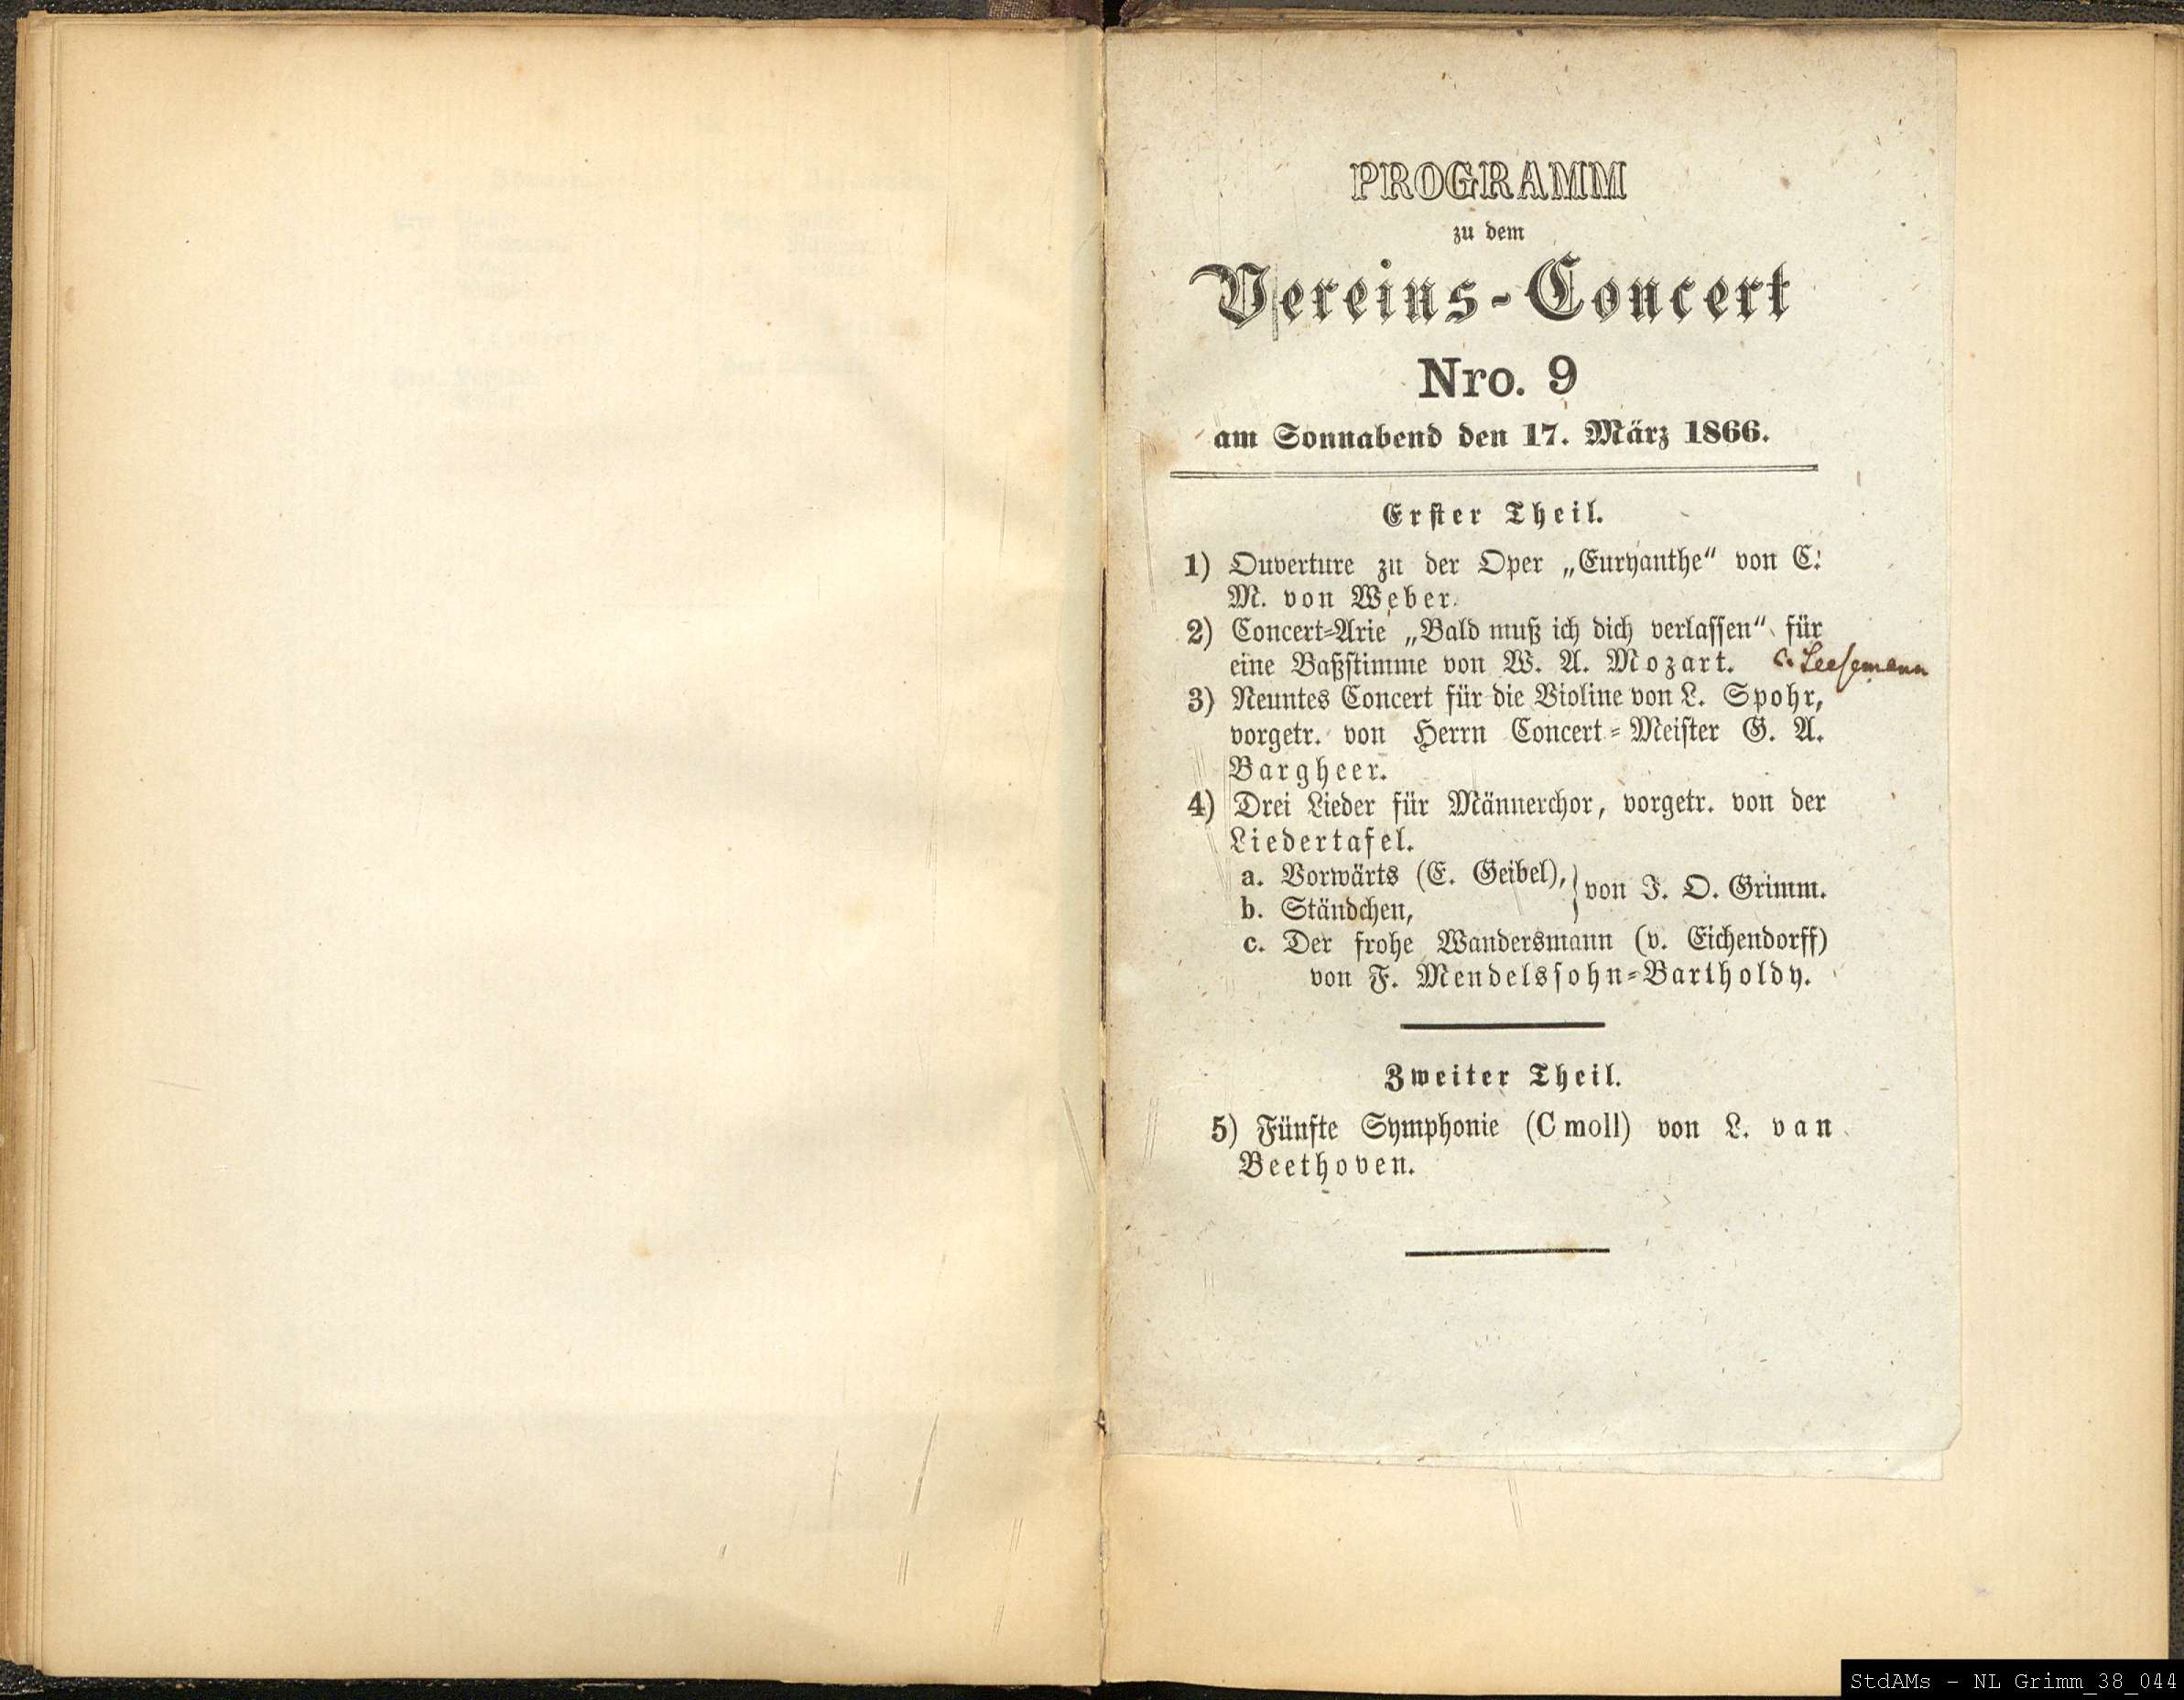 PROGRAMM
zu dem
Vereins-Concert
Nro. 9
am Sonnabend den 17. März 1866.
Erster Theil.
1) Ouverture zu der Oper „Euryanthe“ von C.
M. von Weber.
2) Concert-Arie „Bald muß ich dich verlassen“ für
eine Baßstimme von W. A. Mozart. C. Leesemann
3) Neuntes Concert für die Violine von L. Spohr,
vorgetr. von Herrn Concert-Meister G. A.
Bargheer.
4) Drei Lieder für Männerchor, vorgetr. von der
Liedertafel.
a. Vorwärts (E. Geibel),
b. Ständchen,
} von J. O. Grimm.
c. Der frohe Wandersmann (v. Eichendorff)
von F. Mendelssohn-Bartholdy.
Zweiter Theil.
5) Fünfte Symphonie (C moll) von L. van
Beethoven.
StdAMs - NL Grimm_38_044